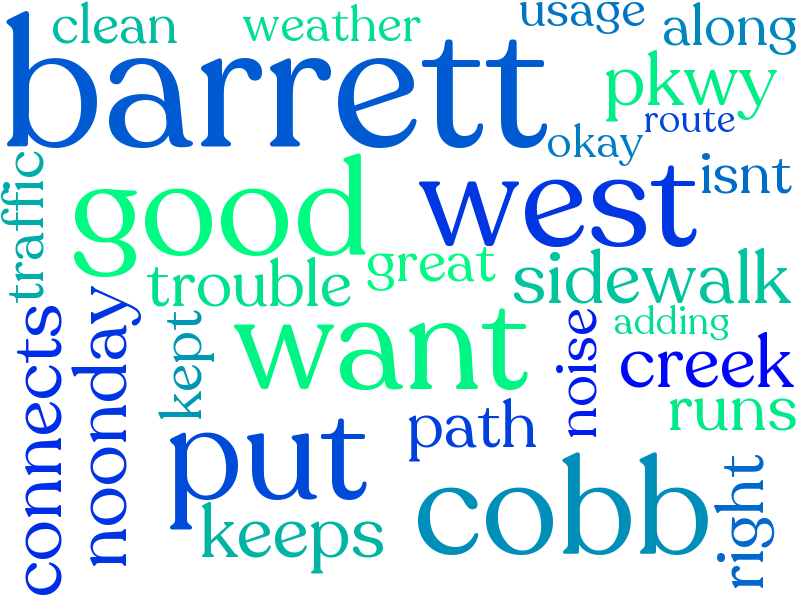 clean
weather
usage
along
barrett
pkwy
route
okay
traffic
good
west
isnt
trouble
great
sidewalk
connects
noonday
kept
want
noise
adding
creek
runs
put
path
keeps
cobb
right